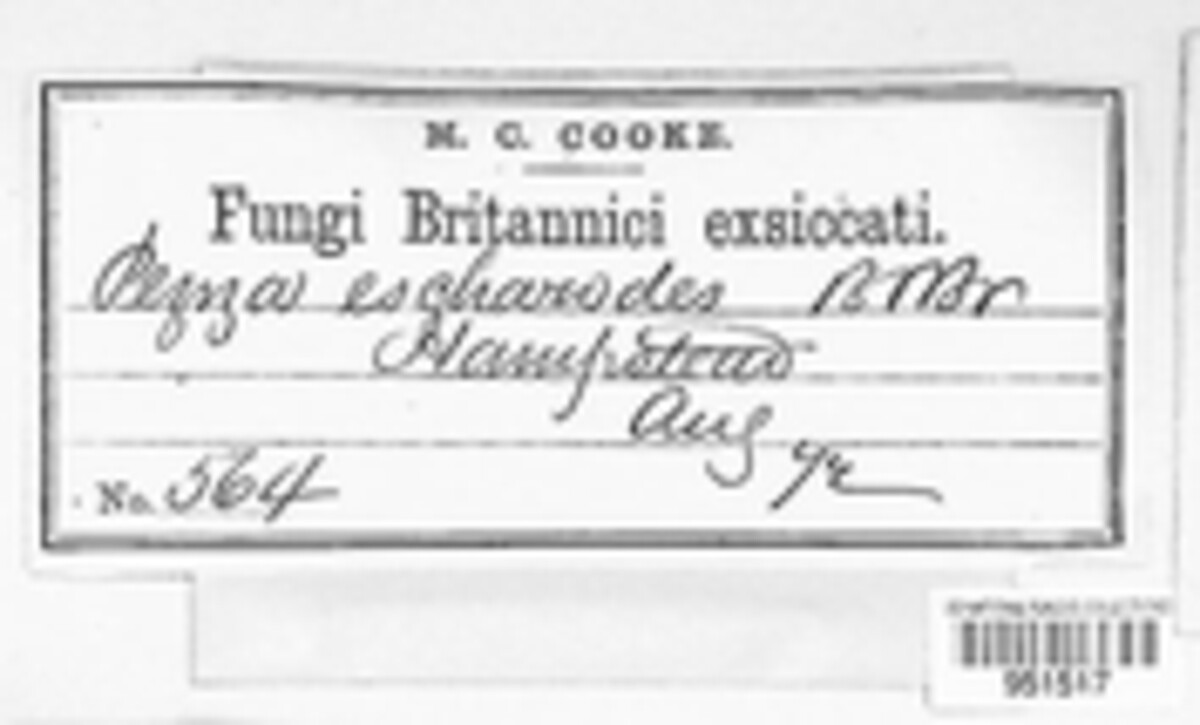 M. C. COOKE.
Fungi Britannici exsiccati.
Peziza escharodes B & Br
Hampstead
Aug 72
No. 564
951517